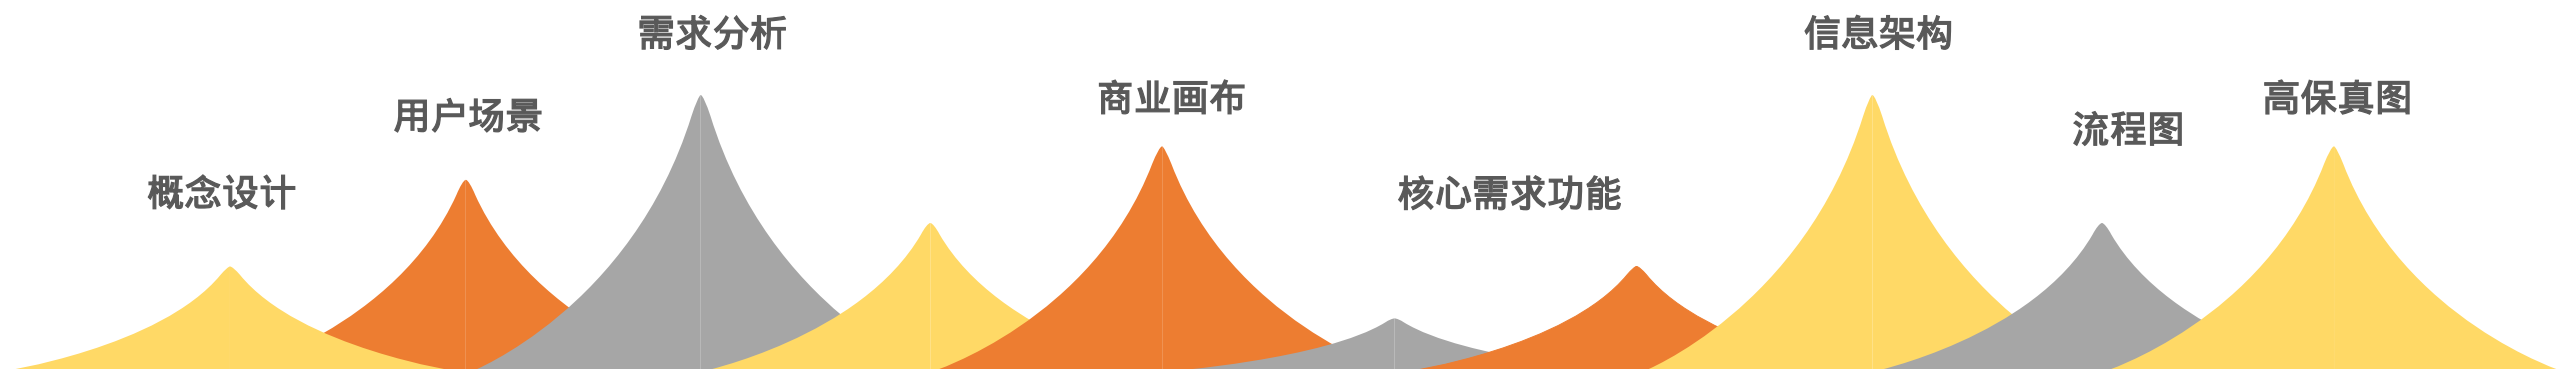 概念设计
用户场景
需求分析
商业画布
核心需求功能
信息架构
流程图
高保真图